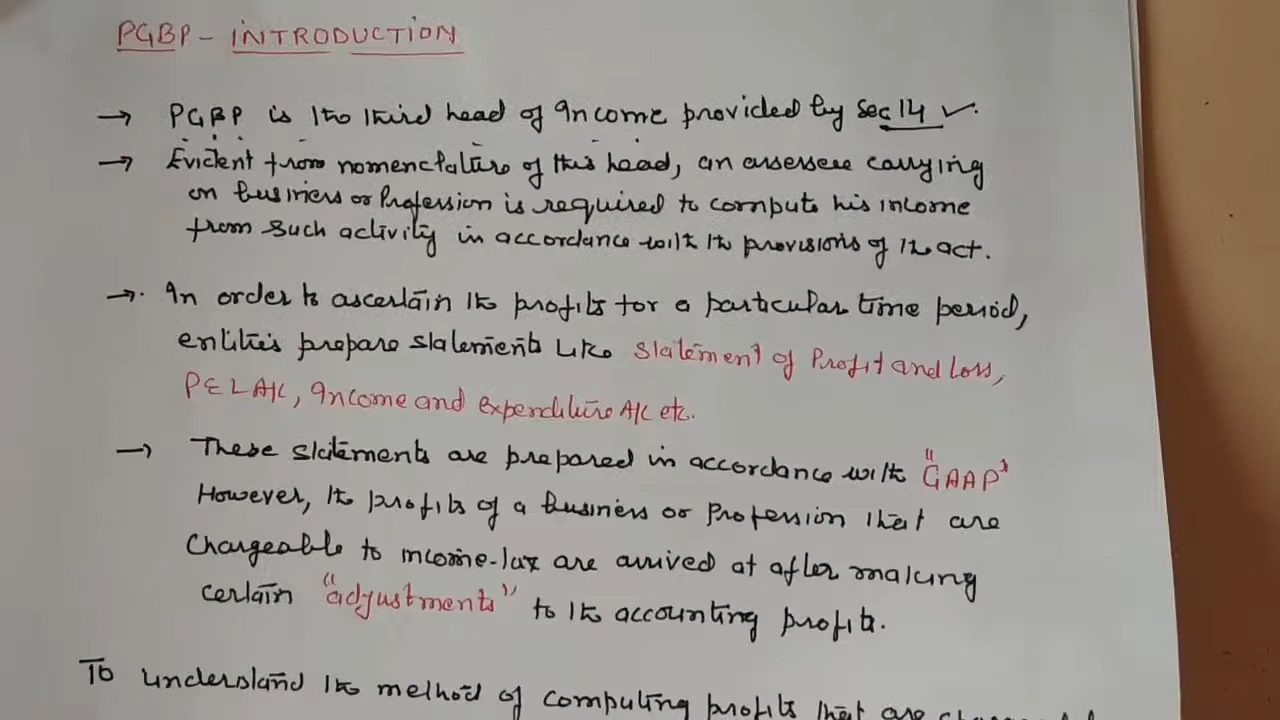 PGBP - INTRODUCTION
→ PGBP is the third head of Income provided by Sec 14 ✓.
→ Evident from nomenclature of this head, an assessee carrying
on business or Profession is required to compute his income
from such activity in accordance with the provisions of the act.
→. In order to ascertain the profits for a particular time period,
entities prepare statements like Statement of Profit and Loss,
P&L A/c, Income and expenditure A/c etc.
→ These statements are prepared in accordance with "GAAP"
However, the profits of a business or Profession that are
Chargeable to income-tax are arrived at after making
certain "adjustments" to the accounting profits.
To understand the method of computing profits that are